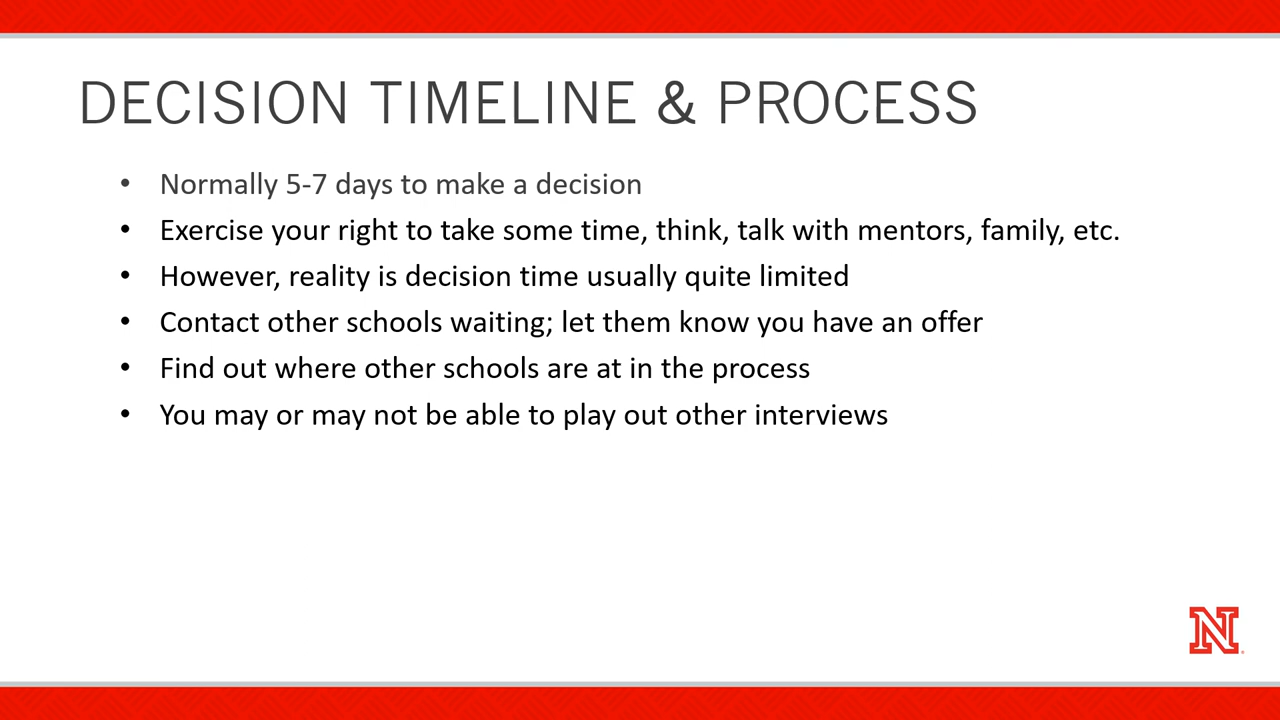 DECISION TIMELINE & PROCESS
• Normally 5-7 days to make a decision
• Exercise your right to take some time, think, talk with mentors, family, etc.
• However, reality is decision time usually quite limited
• Contact other schools waiting; let them know you have an offer
• Find out where other schools are at in the process
• You may or may not be able to play out other interviews
N